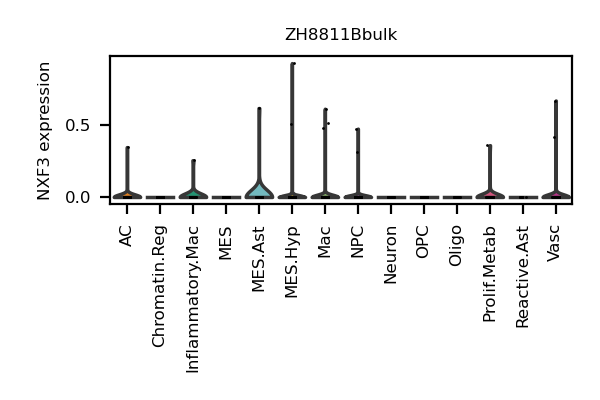 ZH8811Bbulk
NXF3 expression
0.5
0.0
AC
Chromatin.Reg
Inflammatory.Mac
MES
MES.Ast
MES.Hyp
Mac
NPC
Neuron
OPC
Oligo
Prolif.Metab
Reactive.Ast
Vasc